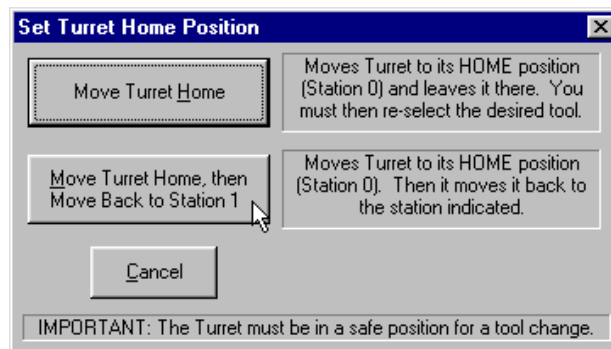 Set Turret Home Position
Move Turret Home
Moves Turret to its HOME position
(Station 0) and leaves it there.  You
must then re-select the desired tool.
Move Turret Home, then
Move Back to Station 1
Moves Turret to its HOME position
(Station 0).  Then it moves it back to
the station indicated.
Cancel
IMPORTANT: The Turret must be in a safe position for a tool change.